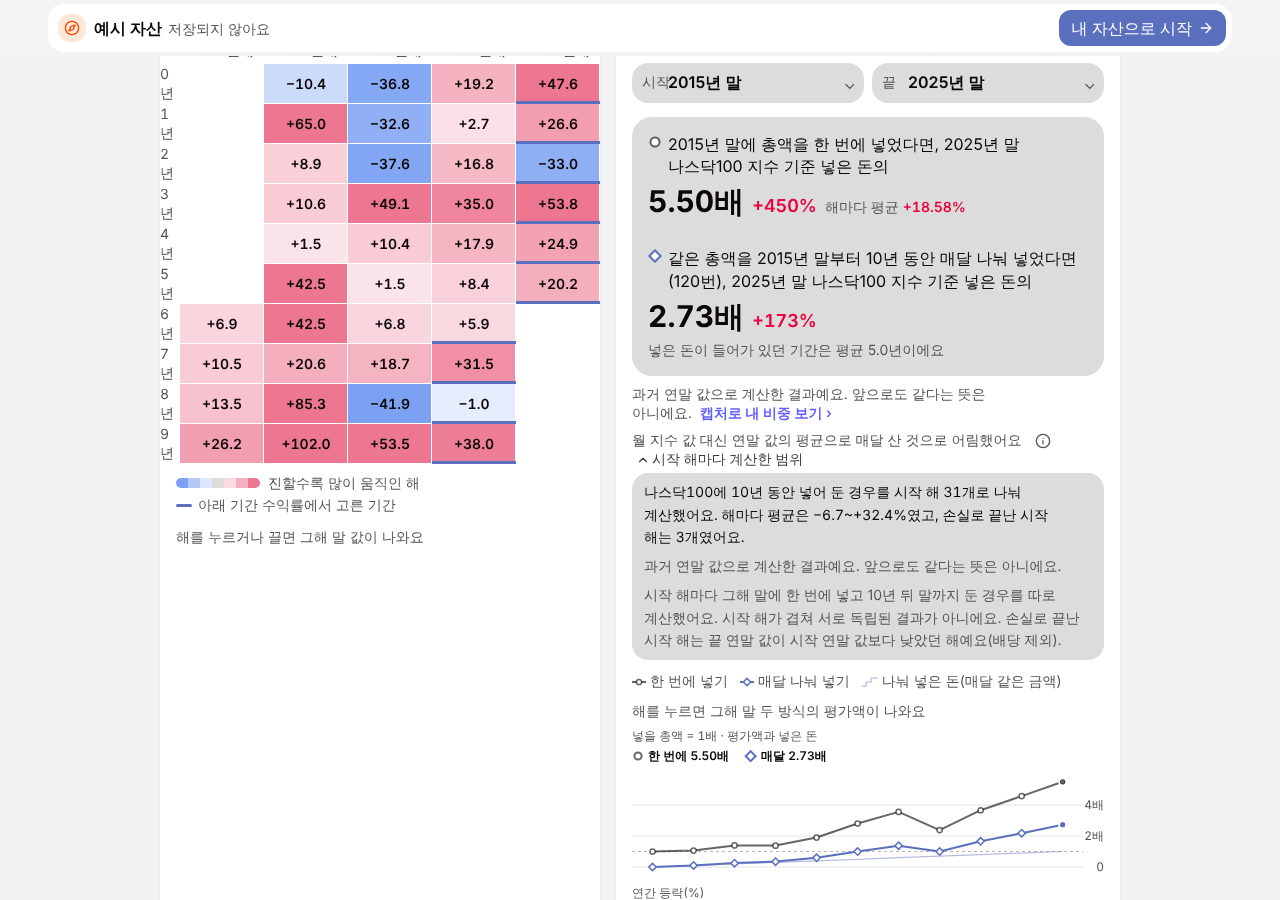 예시 자산 저장되지 않아요
내 자산으로 시작 →
0년 −10.4 −36.8 +19.2 +47.6
1년 +65.0 −32.6 +2.7 +26.6
2년 +8.9 −37.6 +16.8 −33.0
3년 +10.6 +49.1 +35.0 +53.8
4년 +1.5 +10.4 +17.9 +24.9
5년 +42.5 +1.5 +8.4 +20.2
6년 +6.9 +42.5 +6.8 +5.9
7년 +10.5 +20.6 +18.7 +31.5
8년 +13.5 +85.3 −41.9 −1.0
9년 +26.2 +102.0 +53.5 +38.0
진할수록 많이 움직인 해
아래 기간 수익률에서 고른 기간
해를 누르거나 끌면 그해 말 값이 나와요
시작 2015년 말
끝 2025년 말
2015년 말에 총액을 한 번에 넣었다면, 2025년 말
나스닥100 지수 기준 넣은 돈의
5.50배 +450% 해마다 평균 +18.58%
같은 총액을 2015년 말부터 10년 동안 매달 나눠 넣었다면
(120번), 2025년 말 나스닥100 지수 기준 넣은 돈의
2.73배 +173%
넣은 돈이 들어가 있던 기간은 평균 5.0년이에요
과거 연말 값으로 계산한 결과예요. 앞으로도 같다는 뜻은
아니에요. 캡처로 내 비중 보기 ›
월 지수 값 대신 연말 값의 평균으로 매달 산 것으로 어림했어요
시작 해마다 계산한 범위
나스닥100에 10년 동안 넣어 둔 경우를 시작 해 31개로 나눠
계산했어요. 해마다 평균은 −6.7~+32.4%였고, 손실로 끝난 시작
해는 3개였어요.
과거 연말 값으로 계산한 결과예요. 앞으로도 같다는 뜻은 아니에요.
시작 해마다 그해 말에 한 번에 넣고 10년 뒤 말까지 둔 경우를 따로
계산했어요. 시작 해가 겹쳐 서로 독립된 결과가 아니에요. 손실로 끝난
시작 해는 끝 연말 값이 시작 연말 값보다 낮았던 해예요(배당 제외).
한 번에 넣기 매달 나눠 넣기 나눠 넣은 돈(매달 같은 금액)
해를 누르면 그해 말 두 방식의 평가액이 나와요
넣을 총액 = 1배 · 평가액과 넣은 돈
한 번에 5.50배 매달 2.73배
4배
2배
0
연간 등락(%)